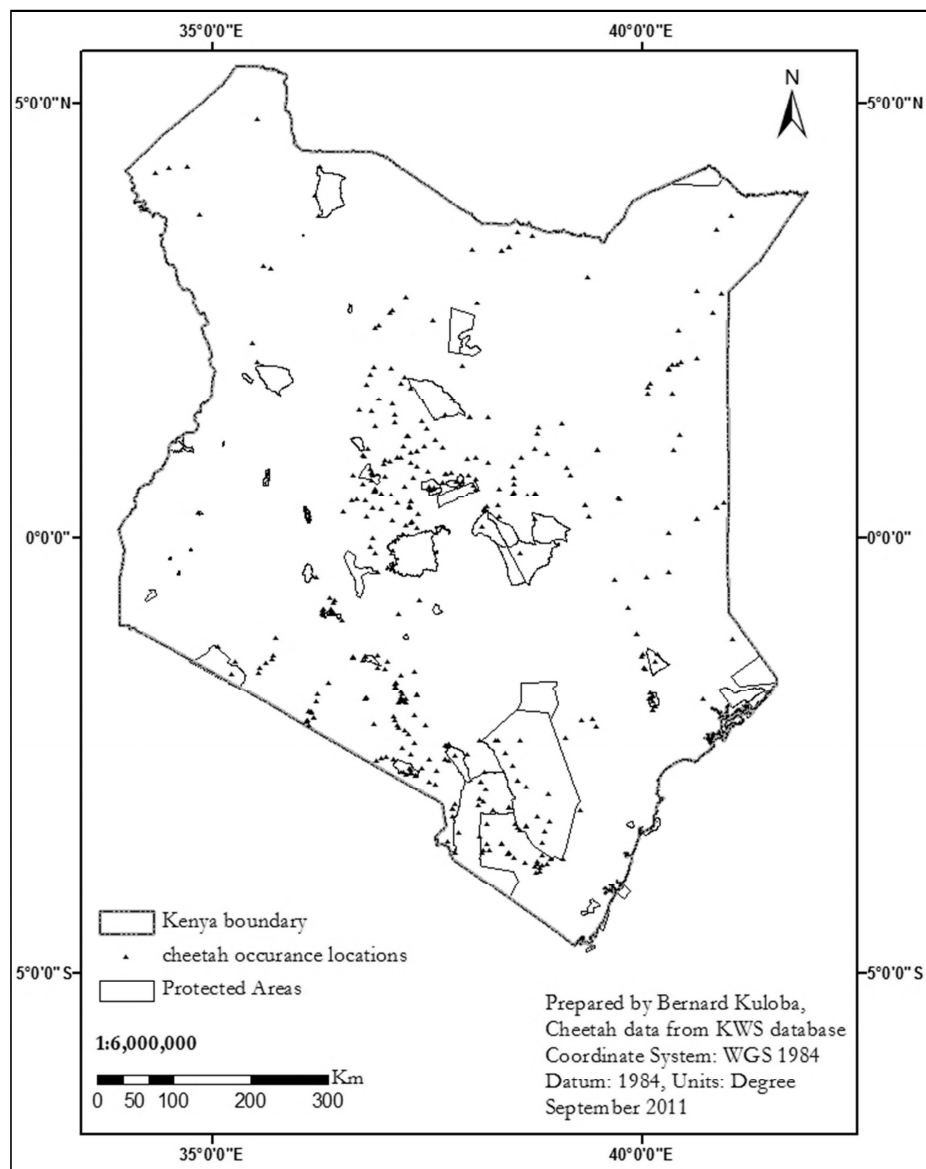 35°0'0"E 40°0'0"E
N
5°0'0"N 5°0'0"N
0°0'0" 0°0'0"
Kenya boundary
cheetah occurance locations
Protected Areas
5°0'0"S 5°0'0"S
1:6,000,000
Km
0 50 100 200 300
Prepared by Bernard Kuloba,
Cheetah data from KWS database
Coordinate System: WGS 1984
Datum: 1984, Units: Degree
September 2011
35°0'0"E 40°0'0"E